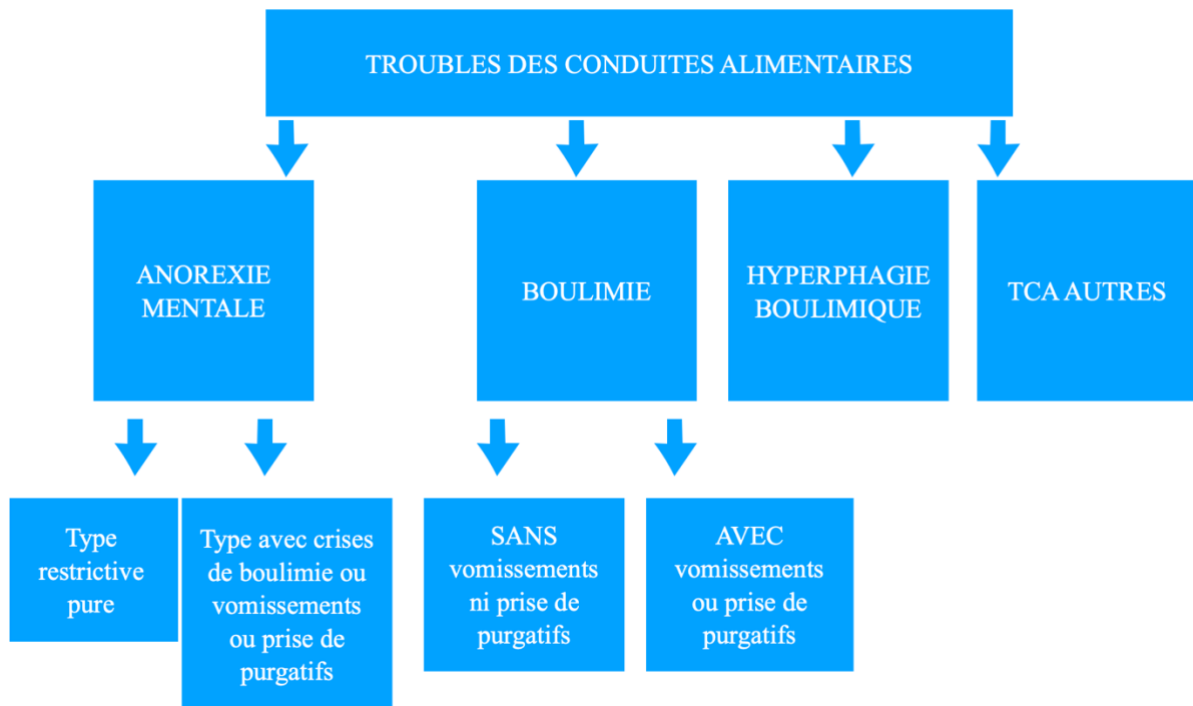 TROUBLES DES CONDUITES ALIMENTAIRES
ANOREXIE
MENTALE
BOULIMIE
HYPERPHAGIE
BOULIMIQUE
TCA AUTRES
Type
restrictive
pure
Type avec crises
de boulimie ou
vomissements
ou prise de
purgatifs
SANS
vomissements
ni prise de
purgatifs
AVEC
vomissements
ou prise de
purgatifs